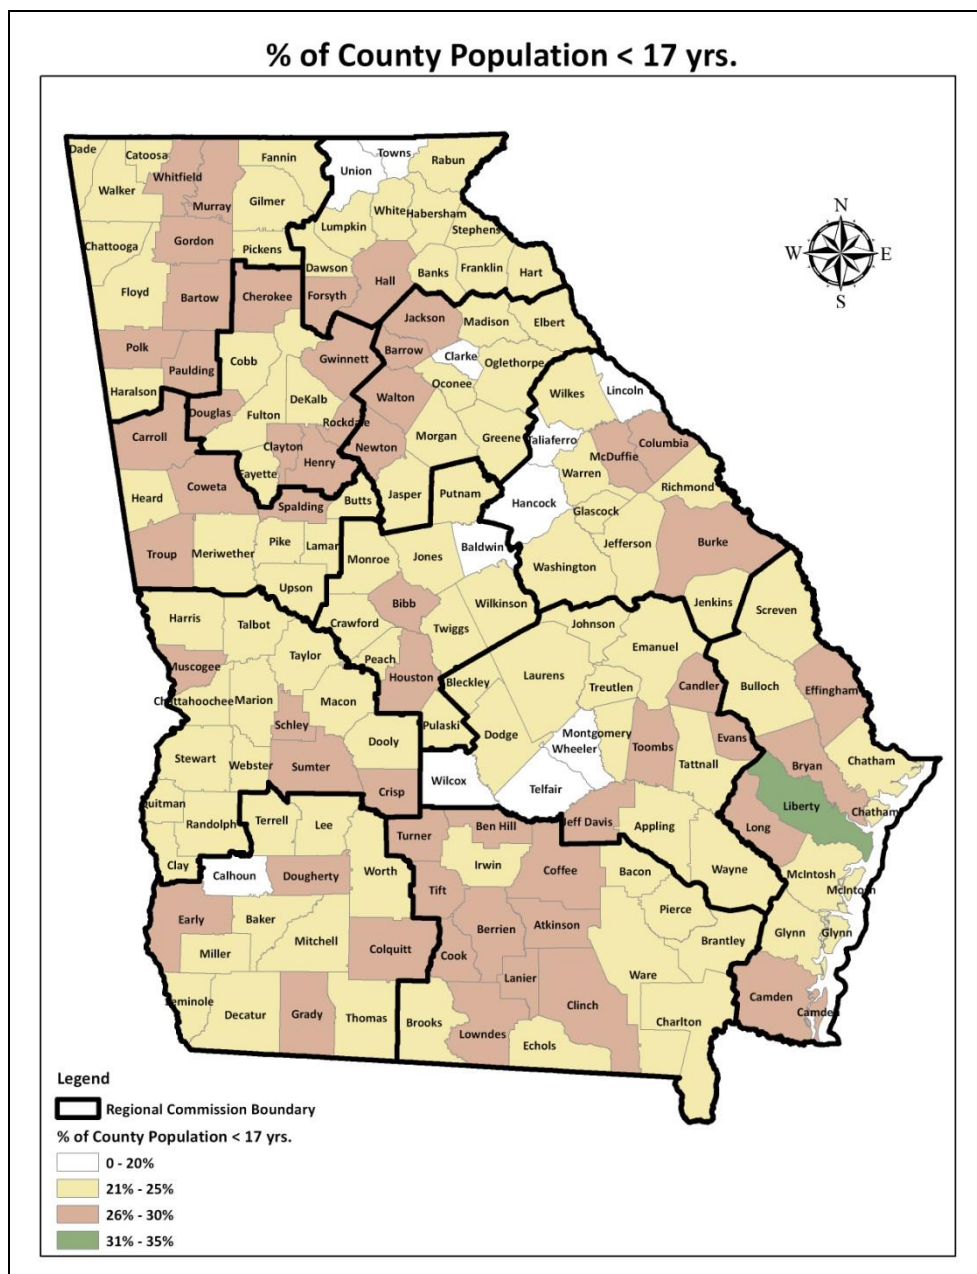 % of County Population < 17 yrs.
Dade
Catoosa
Fannin
Towns
Union
Rabun
Whitfield
Walker
Murray
Gilmer
White
Habersham
Lumpkin
Stephens
Chattooga
Gordon
Pickens
Dawson
Banks
Franklin
Hart
Hall
Floyd
Bartow
Cherokee
Forsyth
Jackson
Madison
Elbert
Polk
Paulding
Cobb
Gwinnett
Barrow
Clarke
Oglethorpe
Haralson
Oconee
Wilkes
Lincoln
Douglas
Fulton
DeKalb
Walton
Rockdale
Carroll
Clayton
Henry
Newton
Morgan
Greene
Taliaferro
Columbia
McDuffie
Fayette
Warren
Richmond
Coweta
Heard
Spalding
Butts
Jasper
Putnam
Hancock
Glascock
Troup
Meriwether
Pike
Lamar
Monroe
Jones
Baldwin
Jefferson
Burke
Washington
Upson
Harris
Talbot
Bibb
Wilkinson
Jenkins
Screven
Crawford
Twiggs
Johnson
Emanuel
Taylor
Peach
Muscogee
Houston
Bleckley
Laurens
Treutlen
Candler
Bulloch
Effingham
Chattahoochee
Marion
Macon
Schley
Pulaski
Dodge
Montgomery
Wheeler
Toombs
Evans
Dooly
Tattnall
Bryan
Chatham
Stewart
Webster
Sumter
Crisp
Wilcox
Telfair
Liberty
Chatham
Quitman
Randolph
Terrell
Lee
Turner
Ben Hill
Jeff Davis
Appling
Long
Clay
Calhoun
Dougherty
Worth
Irwin
Coffee
Bacon
Wayne
McIntosh
McIntosh
Tift
Early
Baker
Berrien
Atkinson
Pierce
Glynn
Glynn
Miller
Mitchell
Colquitt
Cook
Brantley
Lanier
Ware
Seminole
Decatur
Grady
Thomas
Brooks
Lowndes
Clinch
Echols
Charlton
Camden
Camden
N
W
E
S
Legend
Regional Commission Boundary
% of County Population < 17 yrs.
0 - 20%
21% - 25%
26% - 30%
31% - 35%